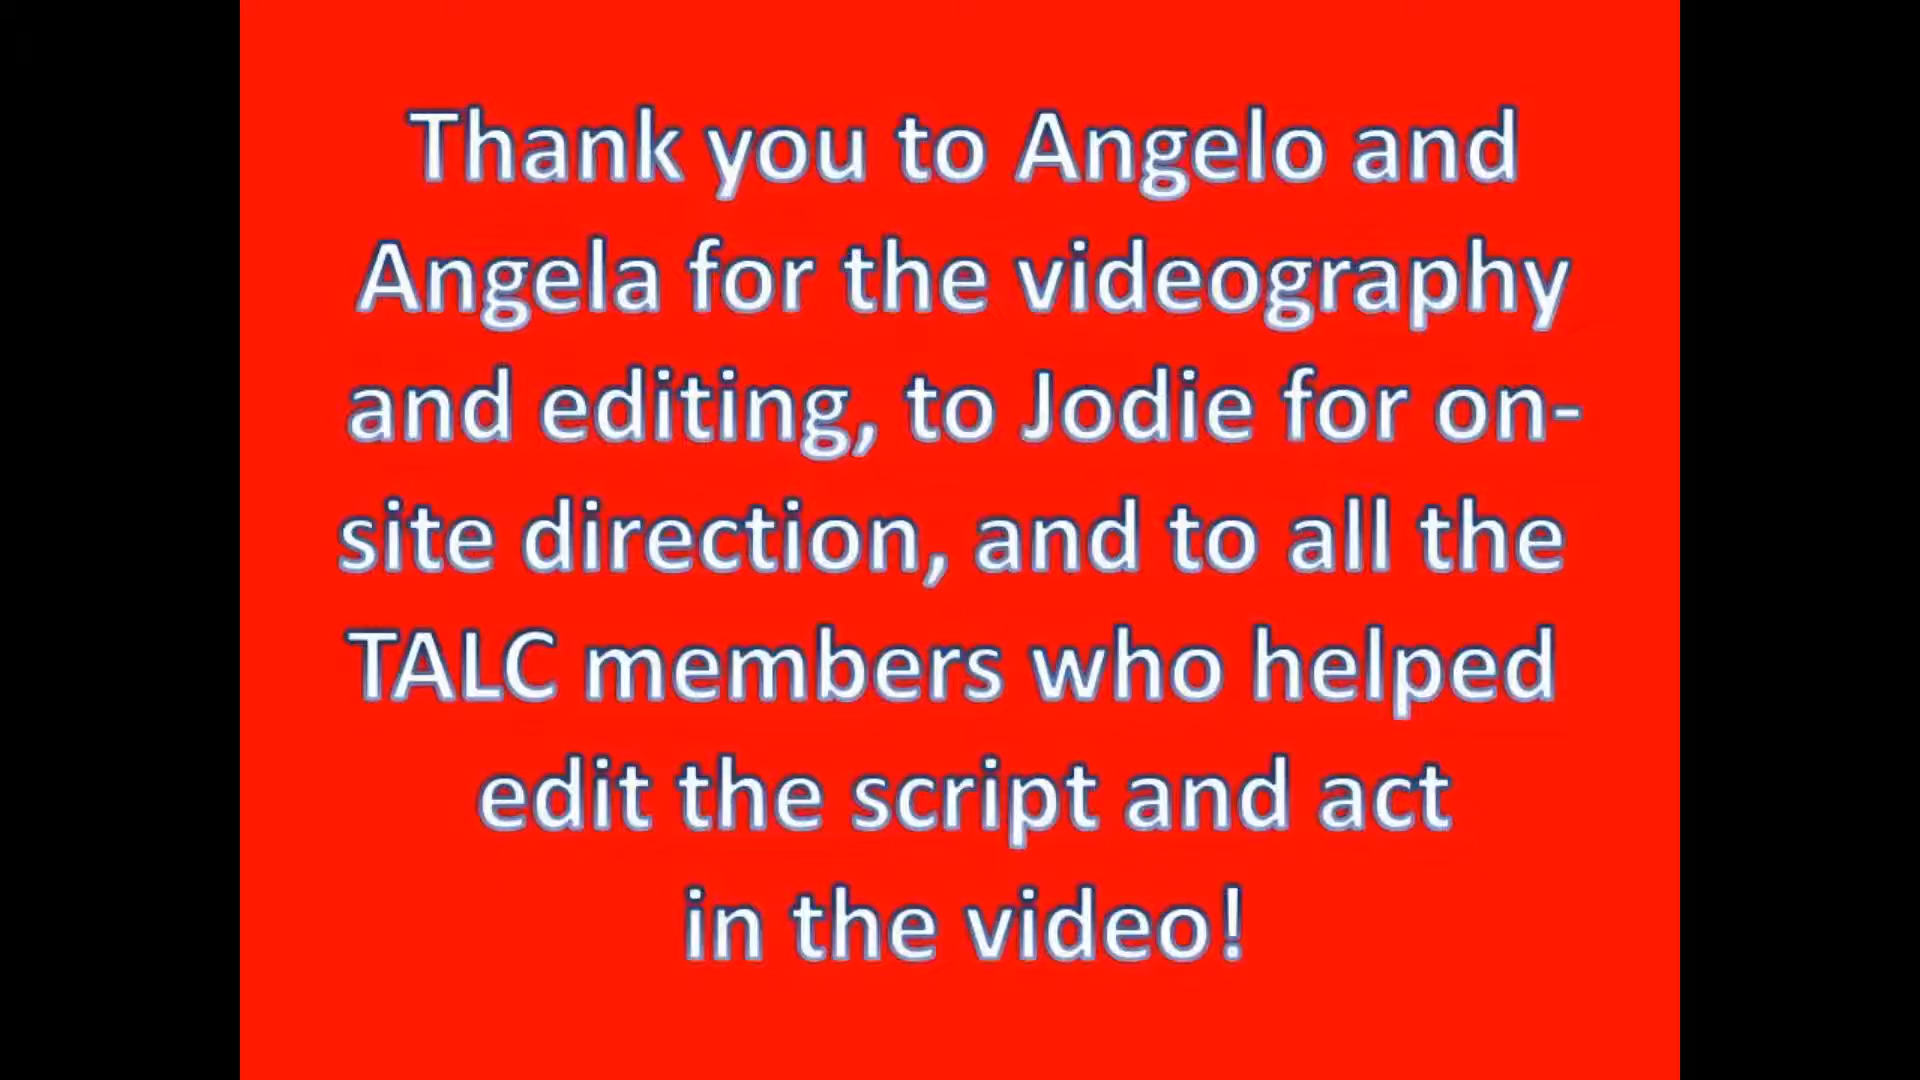 Thank you to Angelo and
Angela for the videography
and editing, to Jodie for on-
site direction, and to all the
TALC members who helped
edit the script and act
in the video!